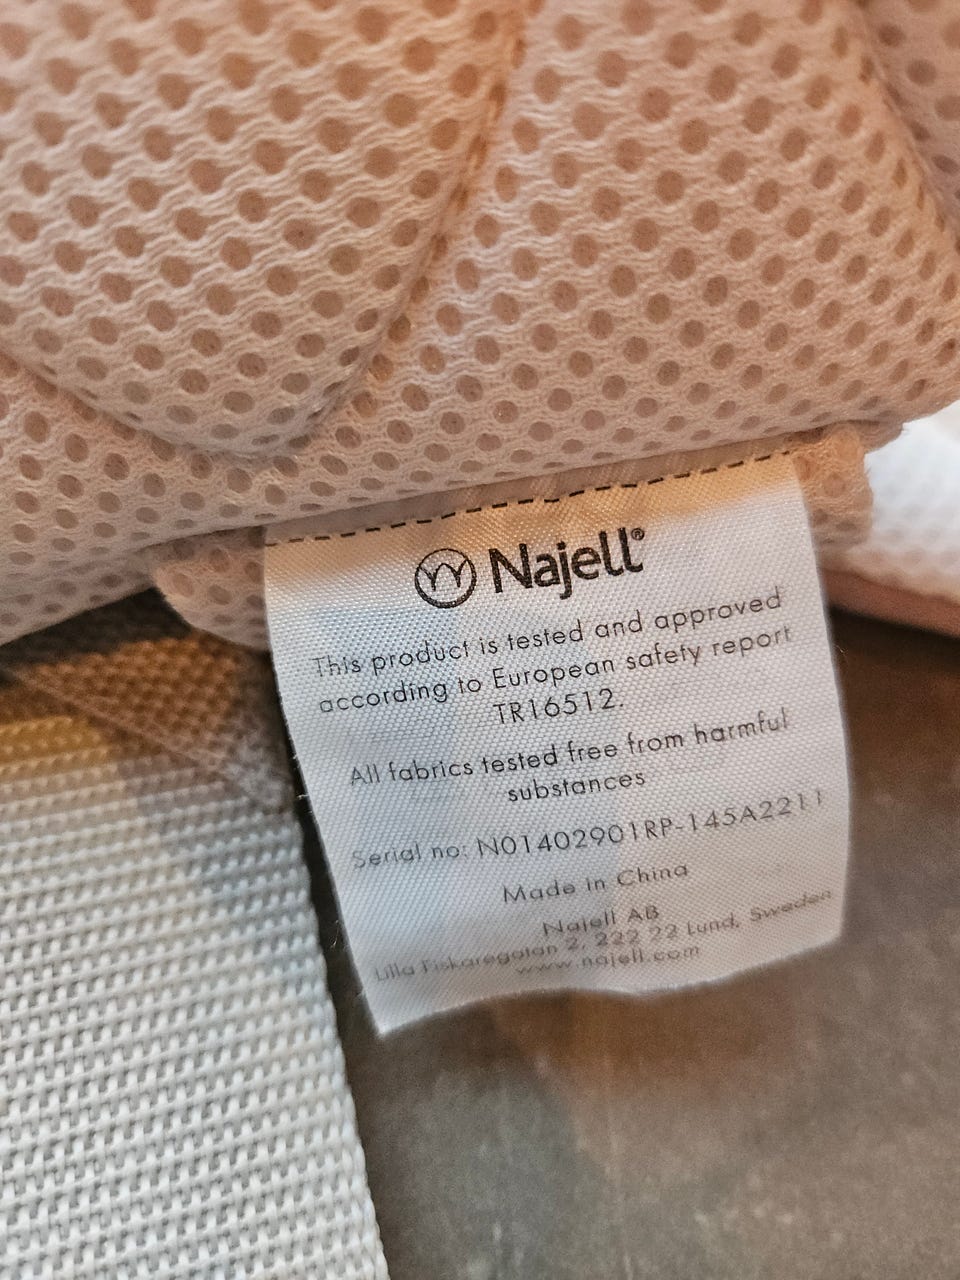 Najell®
This product is tested and approved
according to European safety report
TR16512.
All fabrics tested free from harmful
substances
Serial no: N01402901RP-145A2211
Made in China
Najell AB
Lilla Fiskaregatan 2, 222 22 Lund, Sweden
www.najell.com